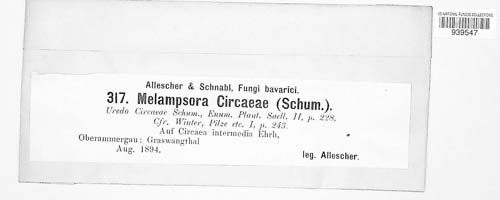 US NATIONAL FUNGUS COLLECTIONS
939547
Allescher & Schnabl, Fungi bavarici.
317. Melampsora Circaeae (Schum.).
Uredo Circaeae Schum., Enum. Plant. Saell. II, p. 228.
Cfr. Winter, Pilze etc. I, p. 243.
Auf Circaea intermedia Ehrh.
Oberammergau; Graswangthal
Aug. 1894.
leg. Allescher.